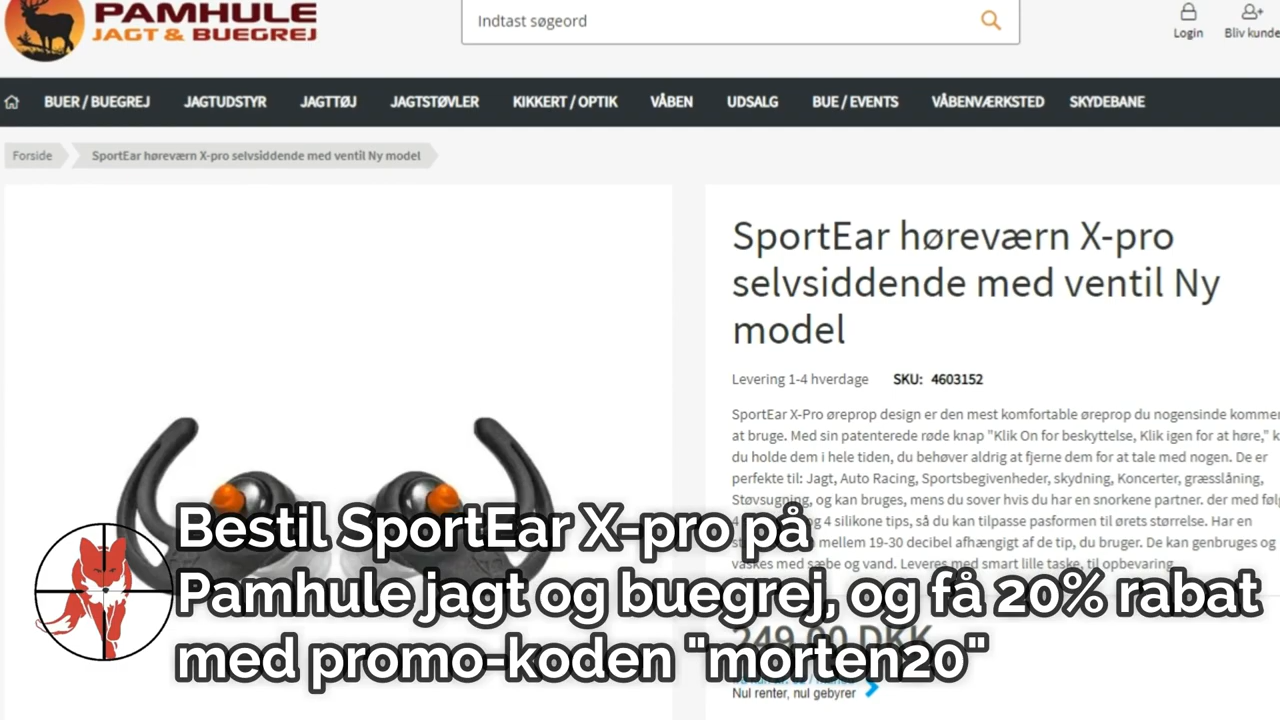 PAMHULE
JAGT & BUEGREJ
Indtast søgeord
Login
Bliv kunde
BUER / BUEGREJ JAGTUDSTYR JAGTTØJ JAGTSTØVLER KIKKERT / OPTIK VÅBEN UDSALG BUE / EVENTS VÅBENVÆRKSTED SKYDEBANE
Forside SportEar høreværn X-pro selvsiddende med ventil Ny model
SportEar høreværn X-pro
selvsiddende med ventil Ny
model
Levering 1-4 hverdage SKU: 4603152
SportEar X-Pro øreprop design er den mest komfortable øreprop du nogensinde kommer
at bruge. Med sin patenterede røde knap "Klik On for beskyttelse, Klik igen for at høre,"
du holde dem i hele tiden, du behøver aldrig at fjerne dem for at tale med nogen. De er
perfekte til: Jagt, Auto Racing, Sportsbegivenheder, skydning, Koncerter, græsslåning,
Støvsugning, og kan bruges, mens du sover hvis du har en snorkene partner. der med
4 og 4 silikone tips, så du kan tilpasse pasformen til ørets størrelse. Har en
mellem 19-30 decibel afhængigt af de tip, du bruger. De kan genbruges og
vaskes med sæbe og vand. Leveres med smart lille taske, til opbevaring
249,00 DKK
Nul renter, nul gebyrer
Bestil SportEar X-pro på
Pamhule jagt og buegrej, og få 20% rabat
med promo-koden "morten20"